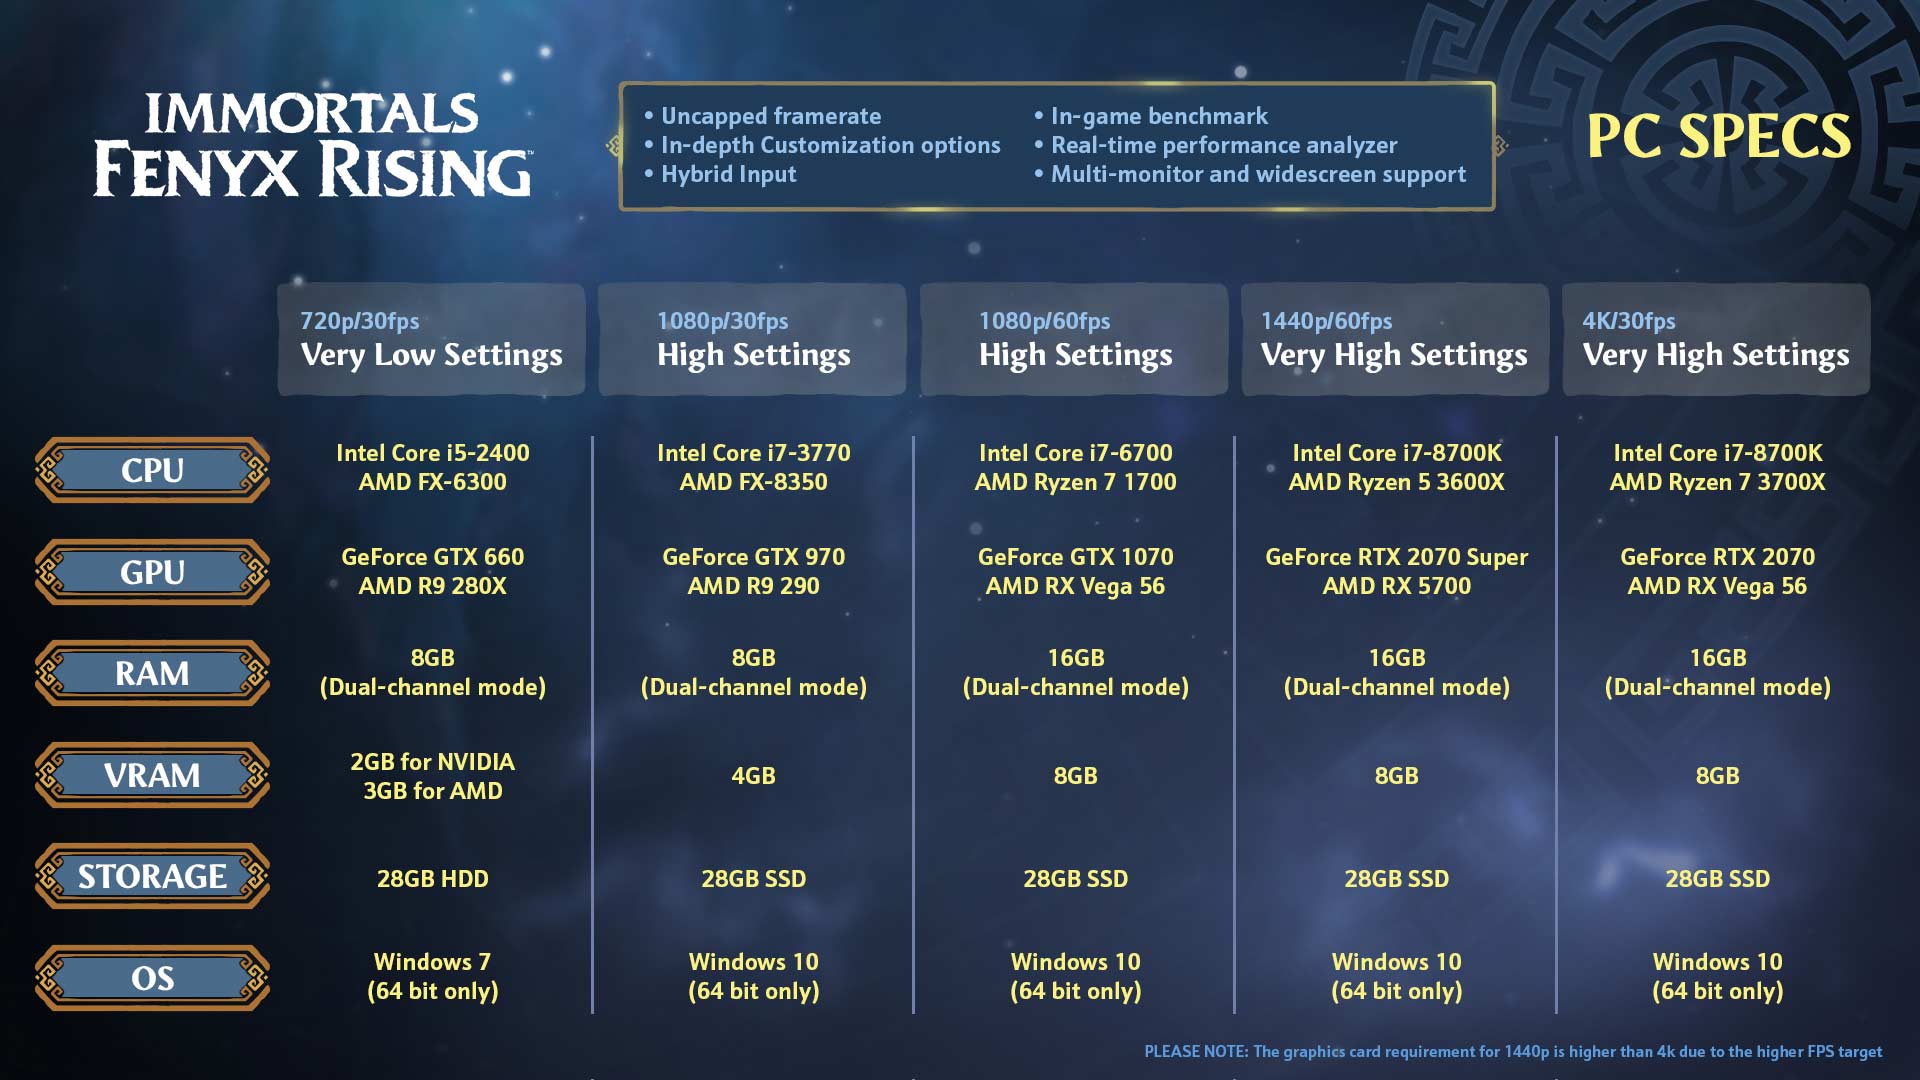 IMMORTALS
FENYX RISING™
• Uncapped framerate
• In-depth Customization options
• Hybrid Input
• In-game benchmark
• Real-time performance analyzer
• Multi-monitor and widescreen support
PC SPECS
720p/30fps
Very Low Settings
1080p/30fps
High Settings
1080p/60fps
High Settings
1440p/60fps
Very High Settings
4K/30fps
Very High Settings
CPU
Intel Core i5-2400
AMD FX-6300
Intel Core i7-3770
AMD FX-8350
Intel Core i7-6700
AMD Ryzen 7 1700
Intel Core i7-8700K
AMD Ryzen 5 3600X
Intel Core i7-8700K
AMD Ryzen 7 3700X
GPU
GeForce GTX 660
AMD R9 280X
GeForce GTX 970
AMD R9 290
GeForce GTX 1070
AMD RX Vega 56
GeForce RTX 2070 Super
AMD RX 5700
GeForce RTX 2070
AMD RX Vega 56
RAM
8GB
(Dual-channel mode)
8GB
(Dual-channel mode)
16GB
(Dual-channel mode)
16GB
(Dual-channel mode)
16GB
(Dual-channel mode)
VRAM
2GB for NVIDIA
3GB for AMD
4GB
8GB
8GB
8GB
STORAGE
28GB HDD
28GB SSD
28GB SSD
28GB SSD
28GB SSD
OS
Windows 7
(64 bit only)
Windows 10
(64 bit only)
Windows 10
(64 bit only)
Windows 10
(64 bit only)
Windows 10
(64 bit only)
PLEASE NOTE: The graphics card requirement for 1440p is higher than 4k due to the higher FPS target